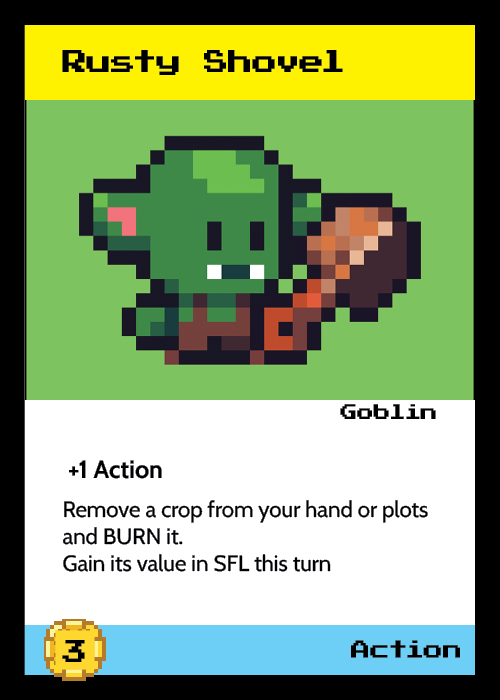 Rusty Shovel
Goblin
+1 Action
Remove a crop from your hand or plots
and BURN it.
Gain its value in SFL this turn
3
Action